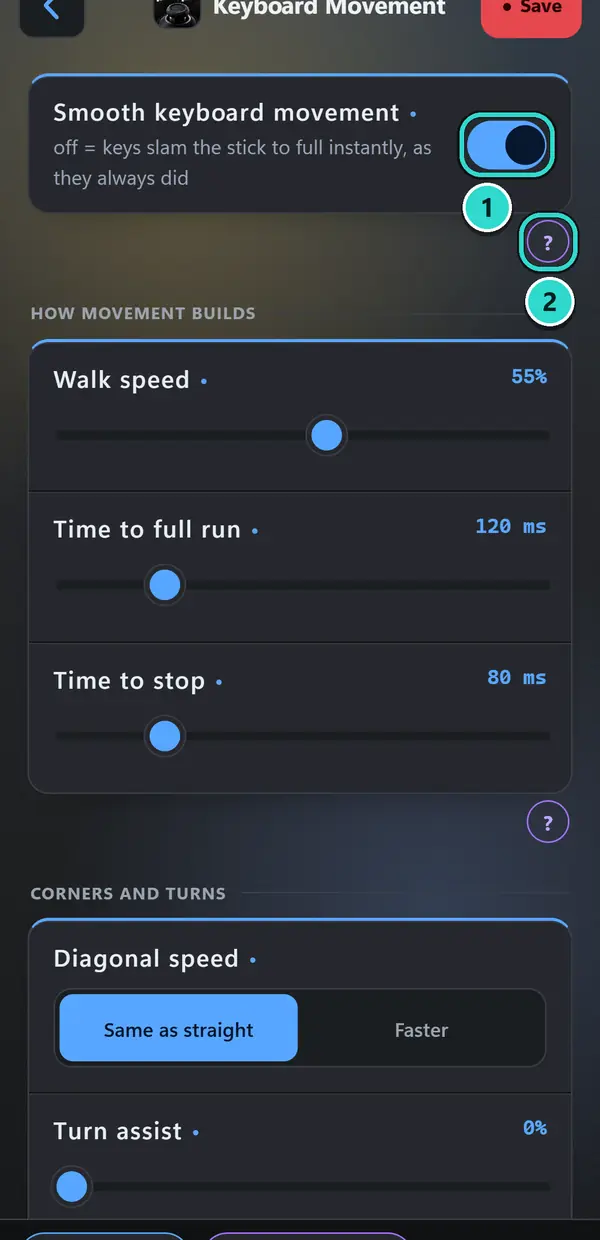 Keyboard Movement
• Save
Smooth keyboard movement •
off = keys slam the stick to full instantly, as
they always did
1
?
2
HOW MOVEMENT BUILDS
Walk speed •
55%
Time to full run •
120 ms
Time to stop •
80 ms
?
CORNERS AND TURNS
Diagonal speed •
Same as straight
Faster
Turn assist •
0%